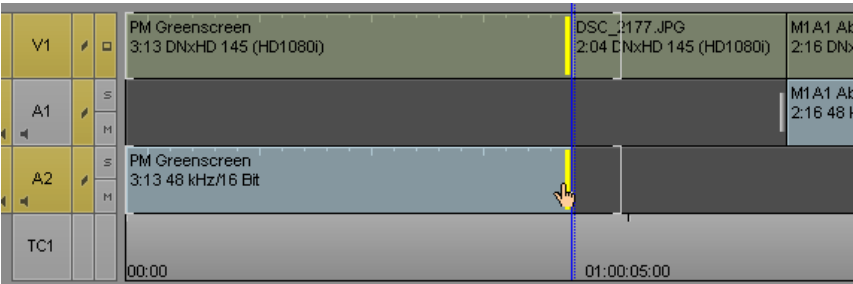 V1
PM Greenscreen
3:13 DNxHD 145 (HD1080i)
DSC_2177.JPG
2:04 DNxHD 145 (HD1080i)
M1A1 Ab
2:16 DNx
A1
S
M
M1A1 Ab
2:16 48 k
A2
S
M
PM Greenscreen
3:13 48 kHz/16 Bit
TC1
00:00
01:00:05:00